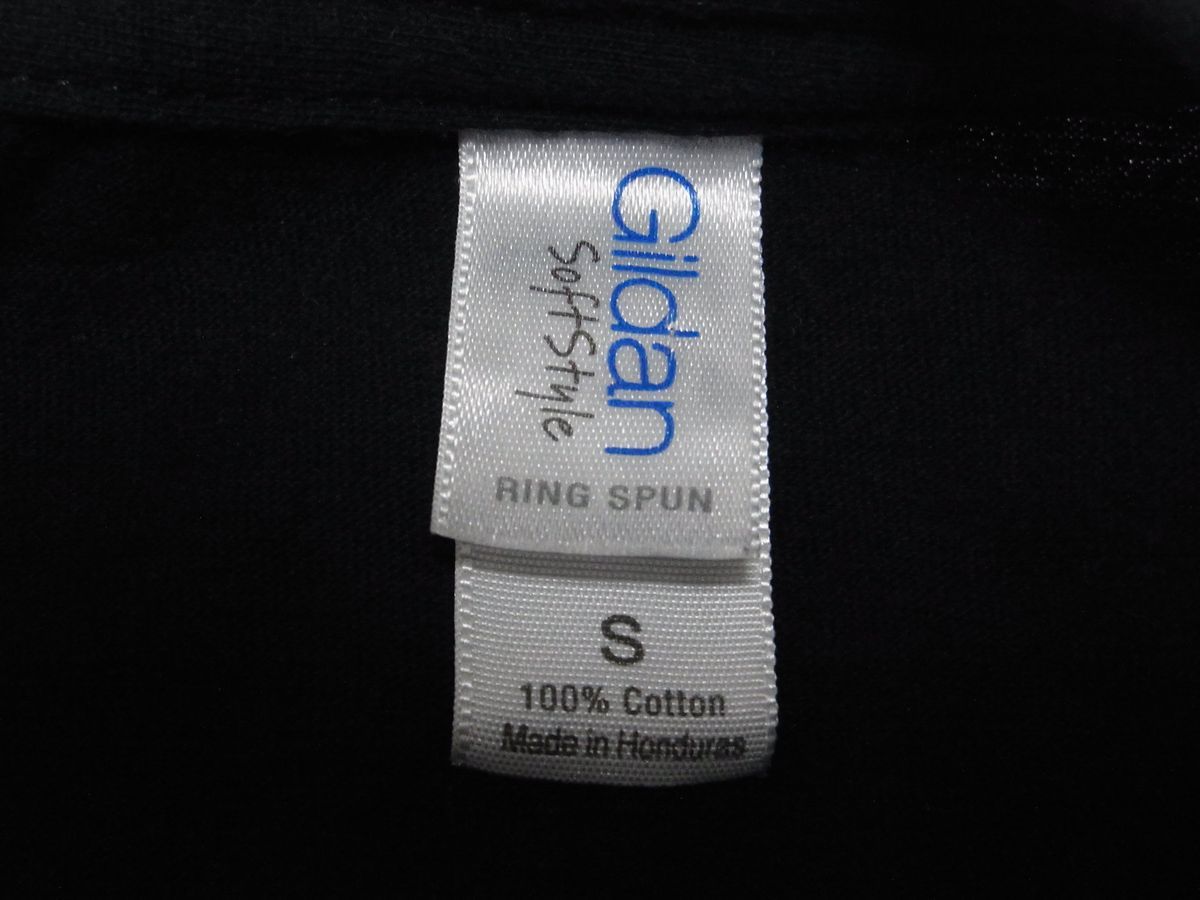 Gildan
SoftStyle
RING SPUN
S
100% Cotton
Made in Honduras